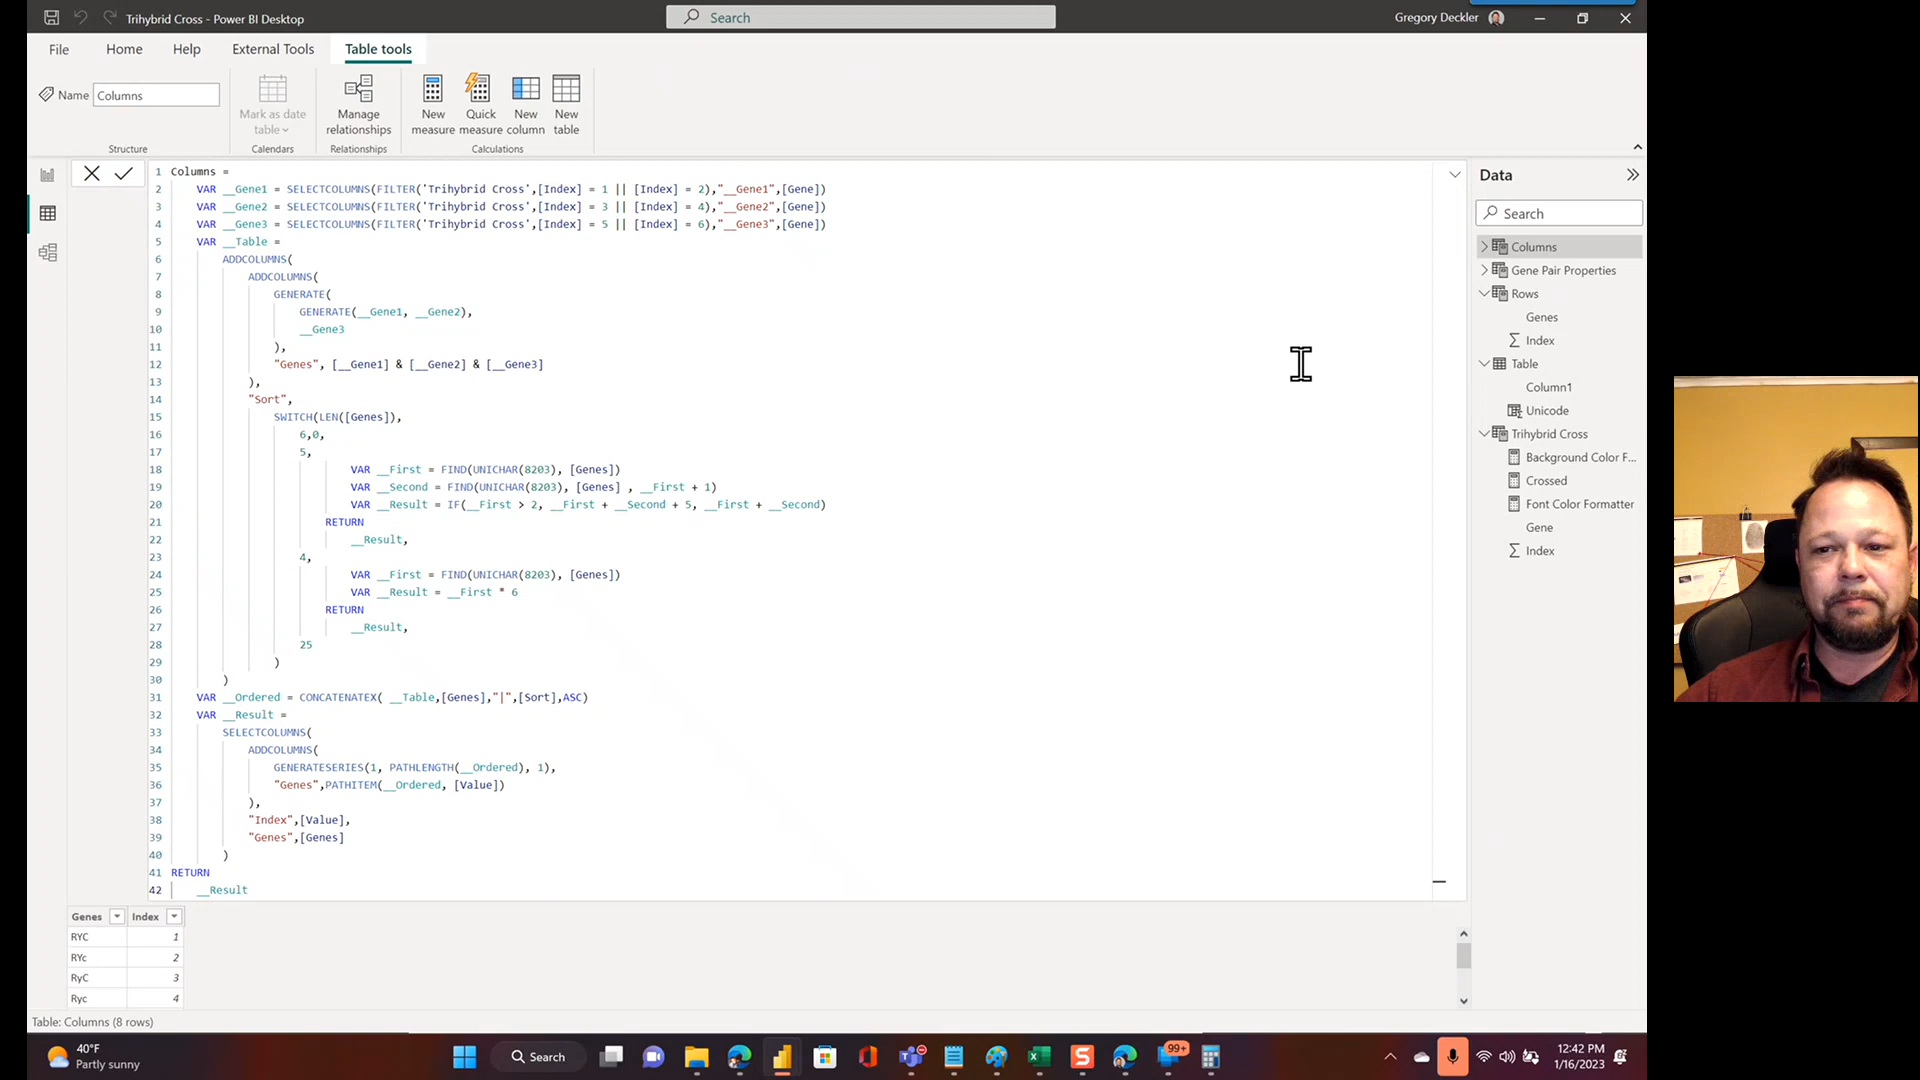 Trihybrid Cross - Power BI Desktop
Search
Gregory Deckler
File Home Help External Tools Table tools
Name Columns
Mark as date table
Manage relationships
New measure
Quick measure
New column
New table
Structure Calendars Relationships Calculations
1 Columns =
2 VAR __Gene1 = SELECTCOLUMNS(FILTER('Trihybrid Cross',[Index] = 1 || [Index] = 2),"__Gene1",[Gene])
3 VAR __Gene2 = SELECTCOLUMNS(FILTER('Trihybrid Cross',[Index] = 3 || [Index] = 4),"__Gene2",[Gene])
4 VAR __Gene3 = SELECTCOLUMNS(FILTER('Trihybrid Cross',[Index] = 5 || [Index] = 6),"__Gene3",[Gene])
5 VAR __Table =
6 ADDCOLUMNS(
7 ADDCOLUMNS(
8 GENERATE(
9 GENERATE(__Gene1, __Gene2),
10 __Gene3
11 ),
12 "Genes", [__Gene1] & [__Gene2] & [__Gene3]
13 ),
14 "Sort",
15 SWITCH(LEN([Genes]),
16 6,0,
17 5,
18 VAR __First = FIND(UNICHAR(8203), [Genes])
19 VAR __Second = FIND(UNICHAR(8203), [Genes] , __First + 1)
20 VAR __Result = IF(__First > 2, __First + __Second + 5, __First + __Second)
21 RETURN
22 __Result,
23 4,
24 VAR __First = FIND(UNICHAR(8203), [Genes])
25 VAR __Result = __First * 6
26 RETURN
27 __Result,
28 25
29 )
30 )
31 VAR __Ordered = CONCATENATEX( __Table,[Genes],"|",[Sort],ASC)
32 VAR __Result =
33 SELECTCOLUMNS(
34 ADDCOLUMNS(
35 GENERATESERIES(1, PATHLENGTH(__Ordered), 1),
36 "Genes",PATHITEM(__Ordered, [Value])
37 ),
38 "Index",[Value],
39 "Genes",[Genes]
40 )
41 RETURN
42 __Result
Data
Search
Columns
Gene Pair Properties
Rows
Genes
Index
Table
Column1
Unicode
Trihybrid Cross
Background Color F...
Crossed
Font Color Formatter
Gene
Index
Genes Index
RYC 1
RYc 2
RyC 3
Ryc 4
Table: Columns (8 rows)
40°F
Partly sunny
Search
99+
12:42 PM
1/16/2023